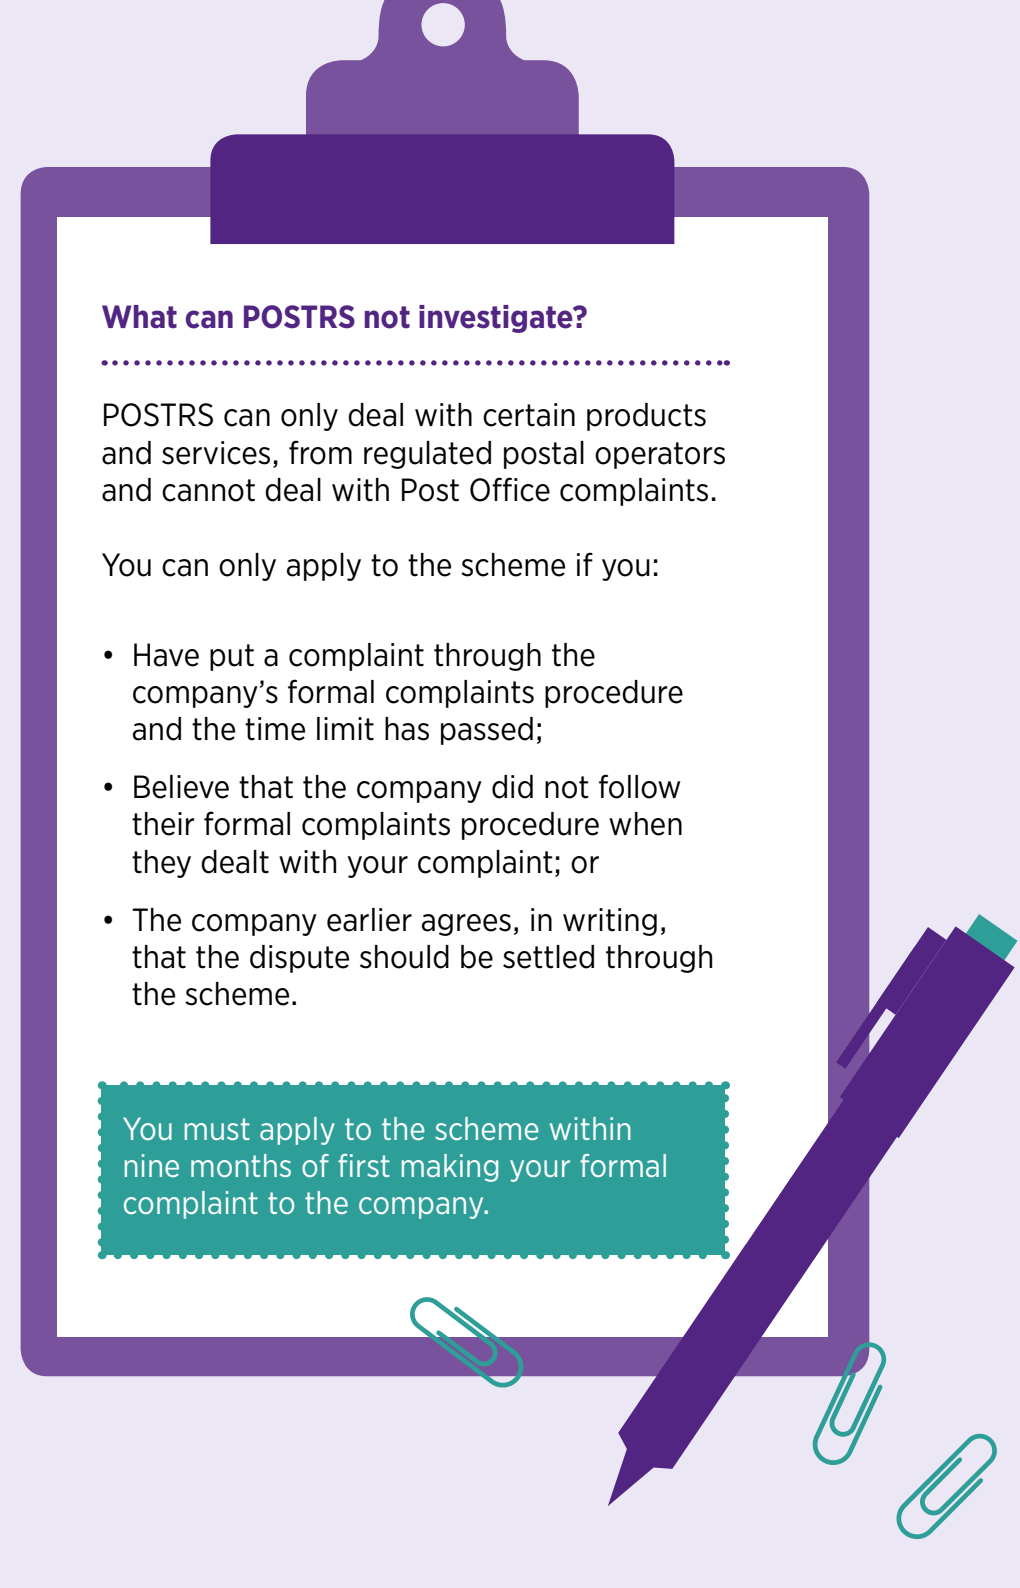 What can POSTRS not investigate?
POSTRS can only deal with certain products
and services, from regulated postal operators
and cannot deal with Post Office complaints.
You can only apply to the scheme if you:
• Have put a complaint through the
company’s formal complaints procedure
and the time limit has passed;
• Believe that the company did not follow
their formal complaints procedure when
they dealt with your complaint; or
• The company earlier agrees, in writing,
that the dispute should be settled through
the scheme.
You must apply to the scheme within
nine months of first making your formal
complaint to the company.